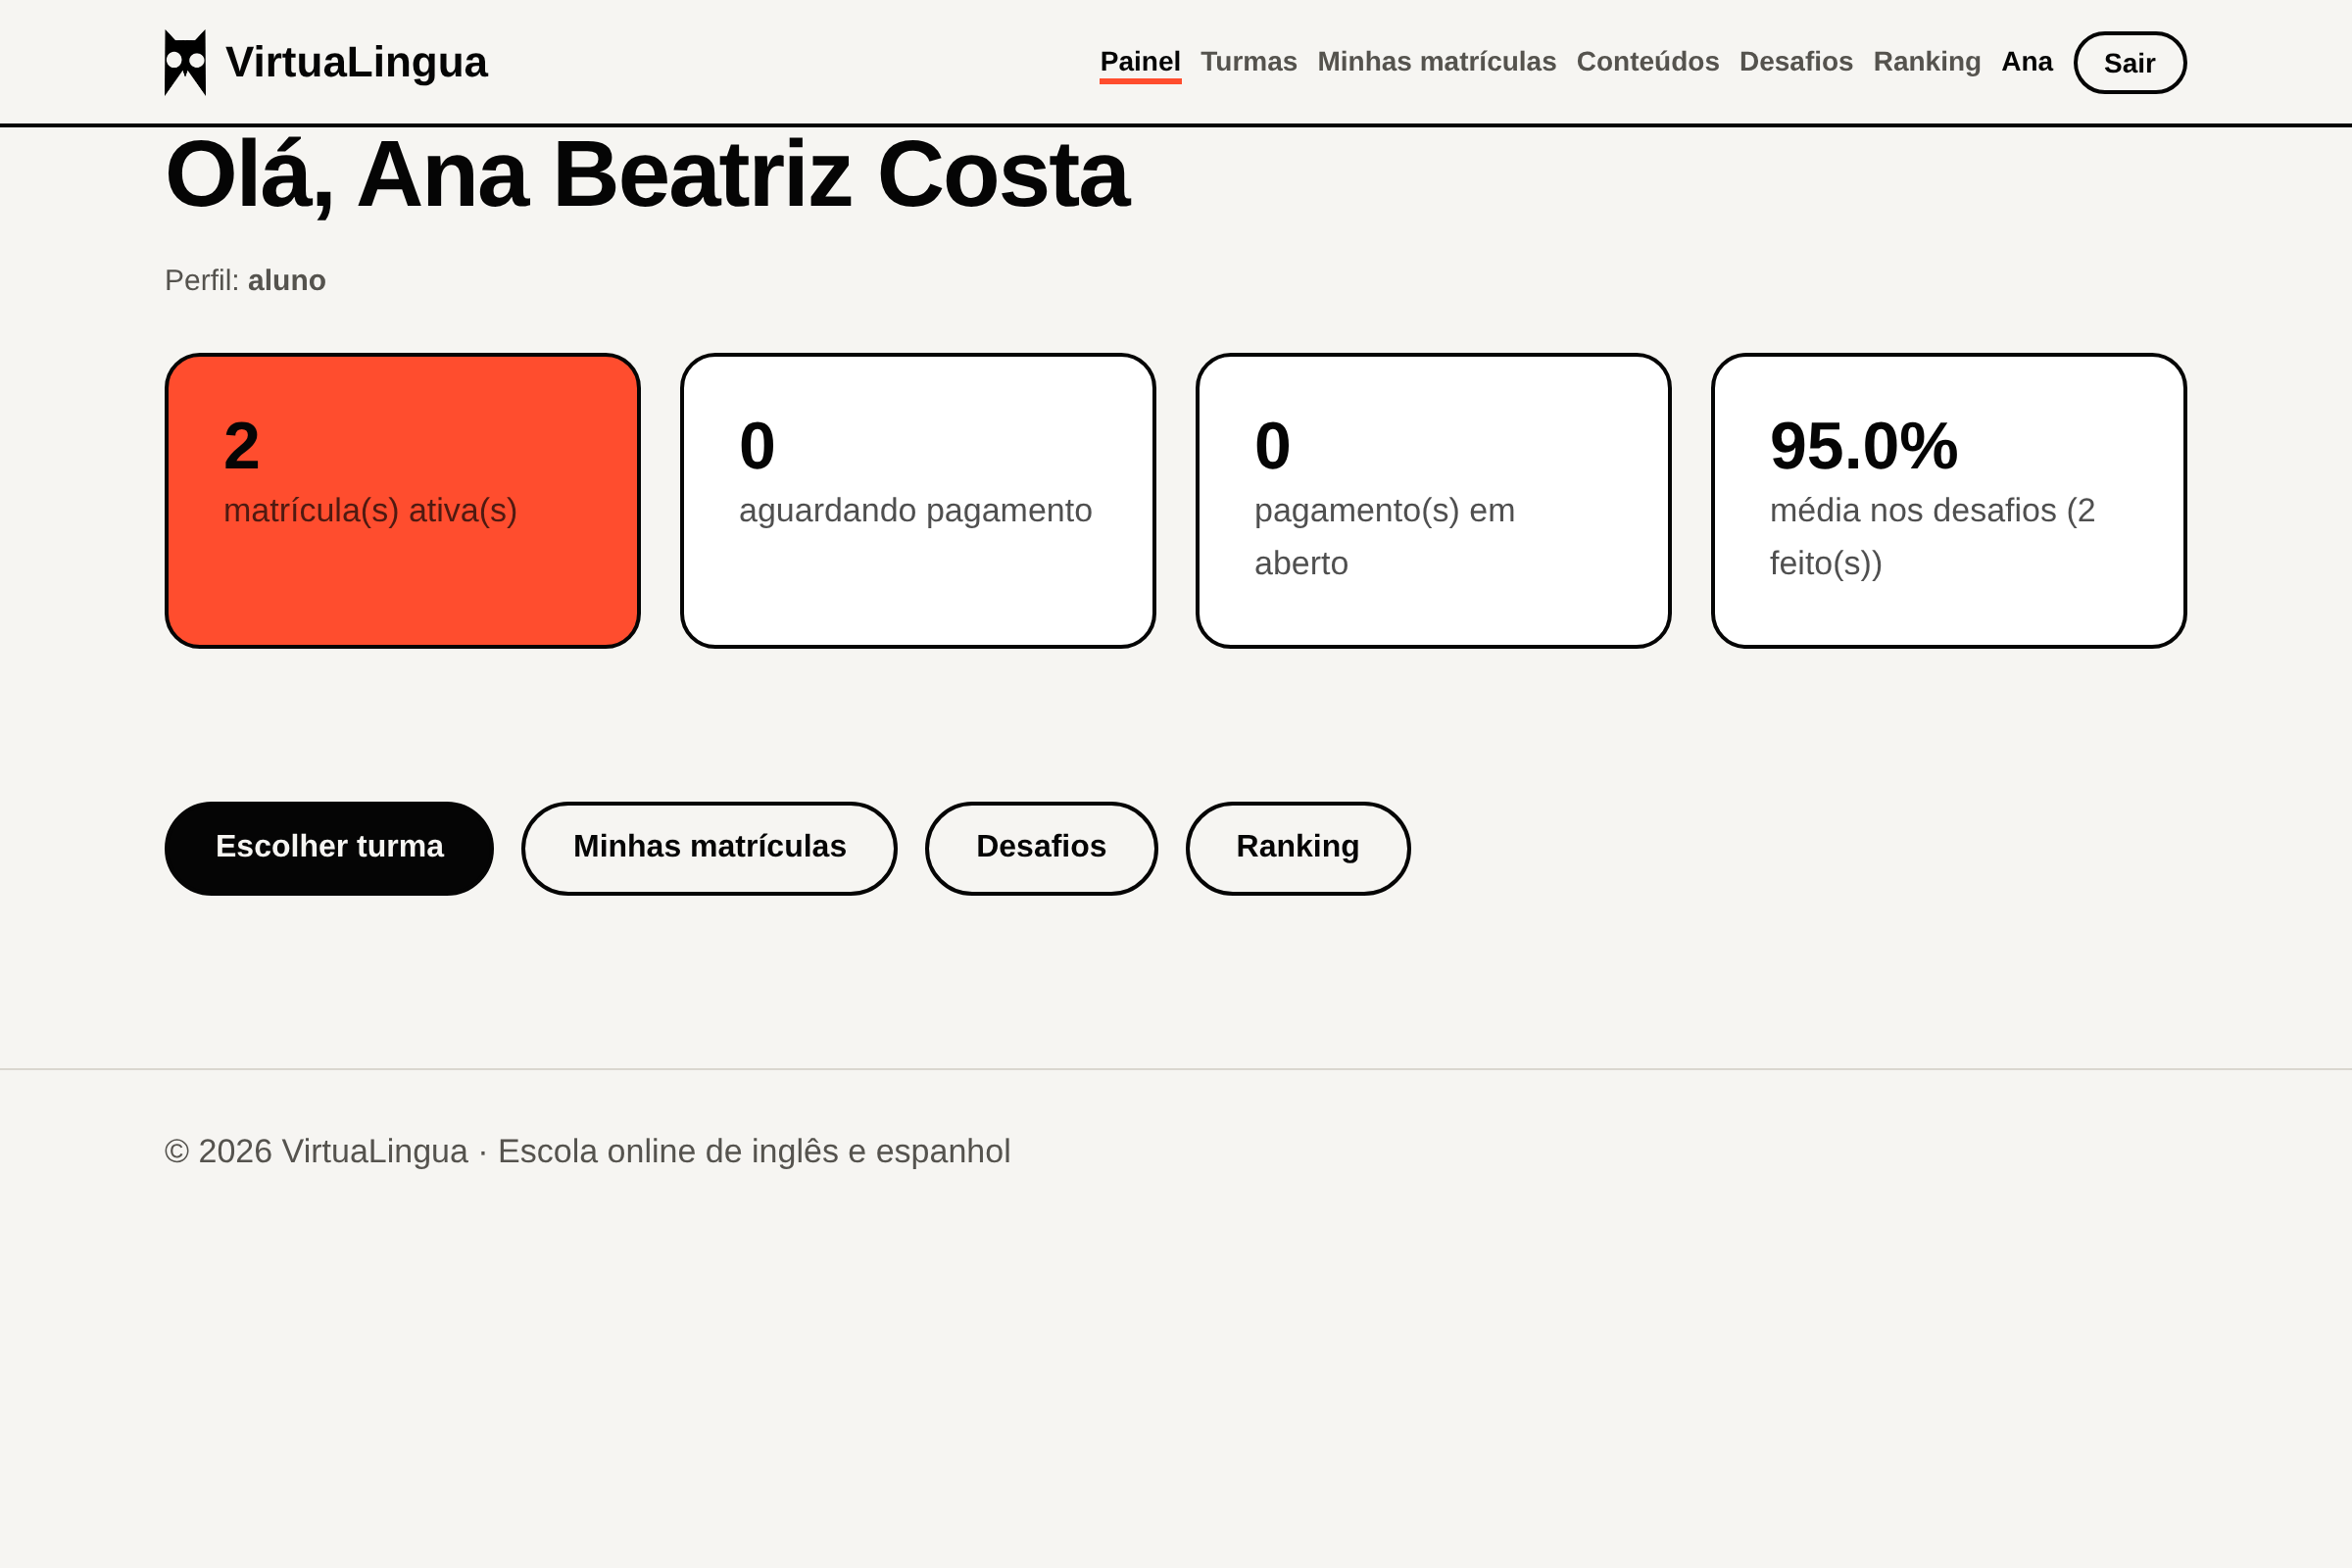 VirtuaLingua
Painel Turmas Minhas matrículas Conteúdos Desafios Ranking Ana Sair
Olá, Ana Beatriz Costa
Perfil: aluno
2
matrícula(s) ativa(s)
0
aguardando pagamento
0
pagamento(s) em
aberto
95.0%
média nos desafios (2
feito(s))
Escolher turma Minhas matrículas Desafios Ranking
© 2026 VirtuaLingua · Escola online de inglês e espanhol